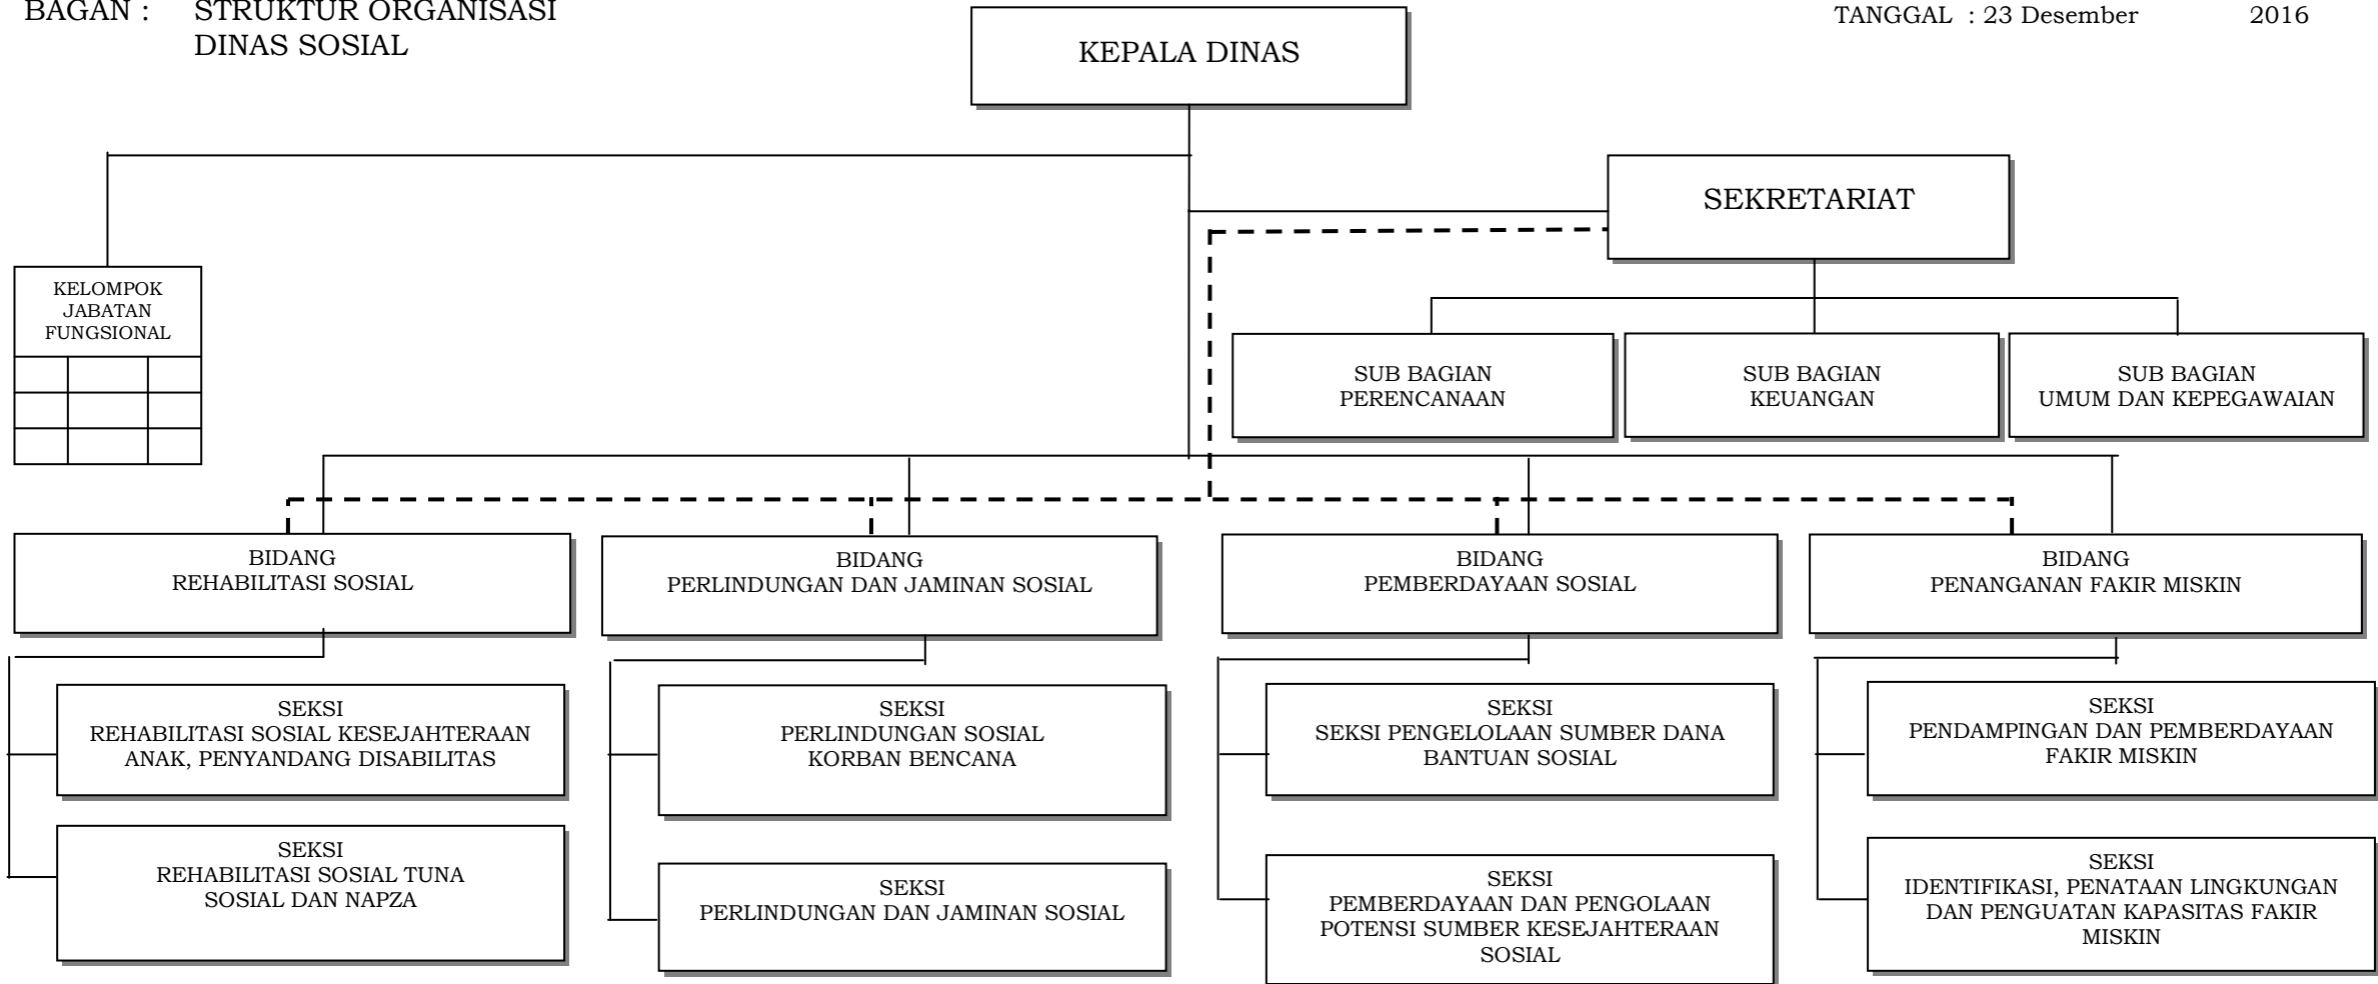 BAGAN : STRUKTUR ORGANISASI
DINAS SOSIAL
TANGGAL : 23 Desember 2016
KEPALA DINAS
SEKRETARIAT
KELOMPOK
JABATAN
FUNGSIONAL
SUB BAGIAN
PERENCANAAN
SUB BAGIAN
KEUANGAN
SUB BAGIAN
UMUM DAN KEPEGAWAIAN
BIDANG
REHABILITASI SOSIAL
BIDANG
PERLINDUNGAN DAN JAMINAN SOSIAL
BIDANG
PEMBERDAYAAN SOSIAL
BIDANG
PENANGANAN FAKIR MISKIN
SEKSI
REHABILITASI SOSIAL KESEJAHTERAAN
ANAK, PENYANDANG DISABILITAS
SEKSI
PERLINDUNGAN SOSIAL
KORBAN BENCANA
SEKSI
SEKSI PENGELOLAAN SUMBER DANA
BANTUAN SOSIAL
SEKSI
PENDAMPINGAN DAN PEMBERDAYAAN
FAKIR MISKIN
SEKSI
REHABILITASI SOSIAL TUNA
SOSIAL DAN NAPZA
SEKSI
PERLINDUNGAN DAN JAMINAN SOSIAL
SEKSI
PEMBERDAYAAN DAN PENGOLAAN
POTENSI SUMBER KESEJAHTERAAN
SOSIAL
SEKSI
IDENTIFIKASI, PENATAAN LINGKUNGAN
DAN PENGUATAN KAPASITAS FAKIR
MISKIN